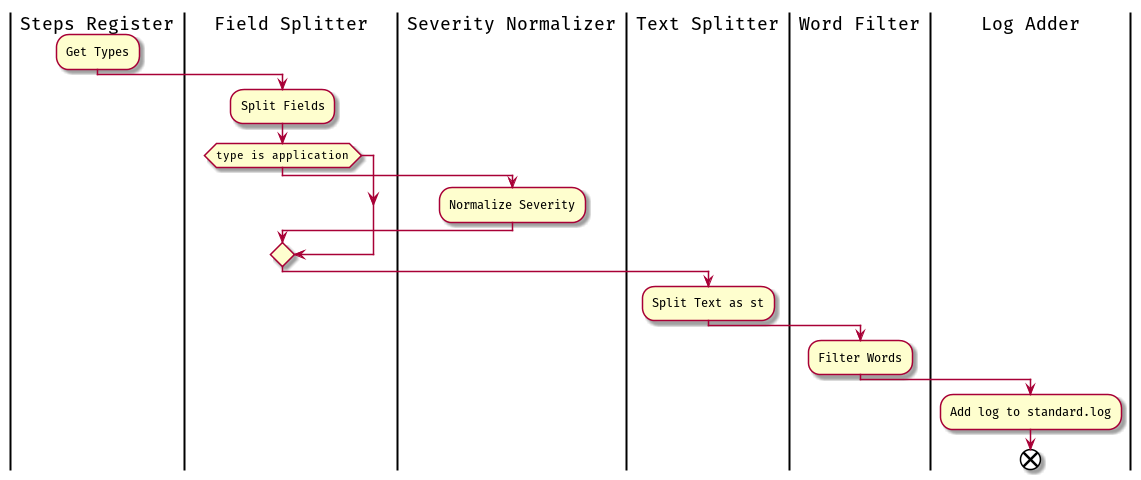 Steps Register
Field Splitter
Severity Normalizer
Text Splitter
Word Filter
Log Adder
Get Types
Split Fields
type is application
Normalize Severity
Split Text as st
Filter Words
Add log to standard.log